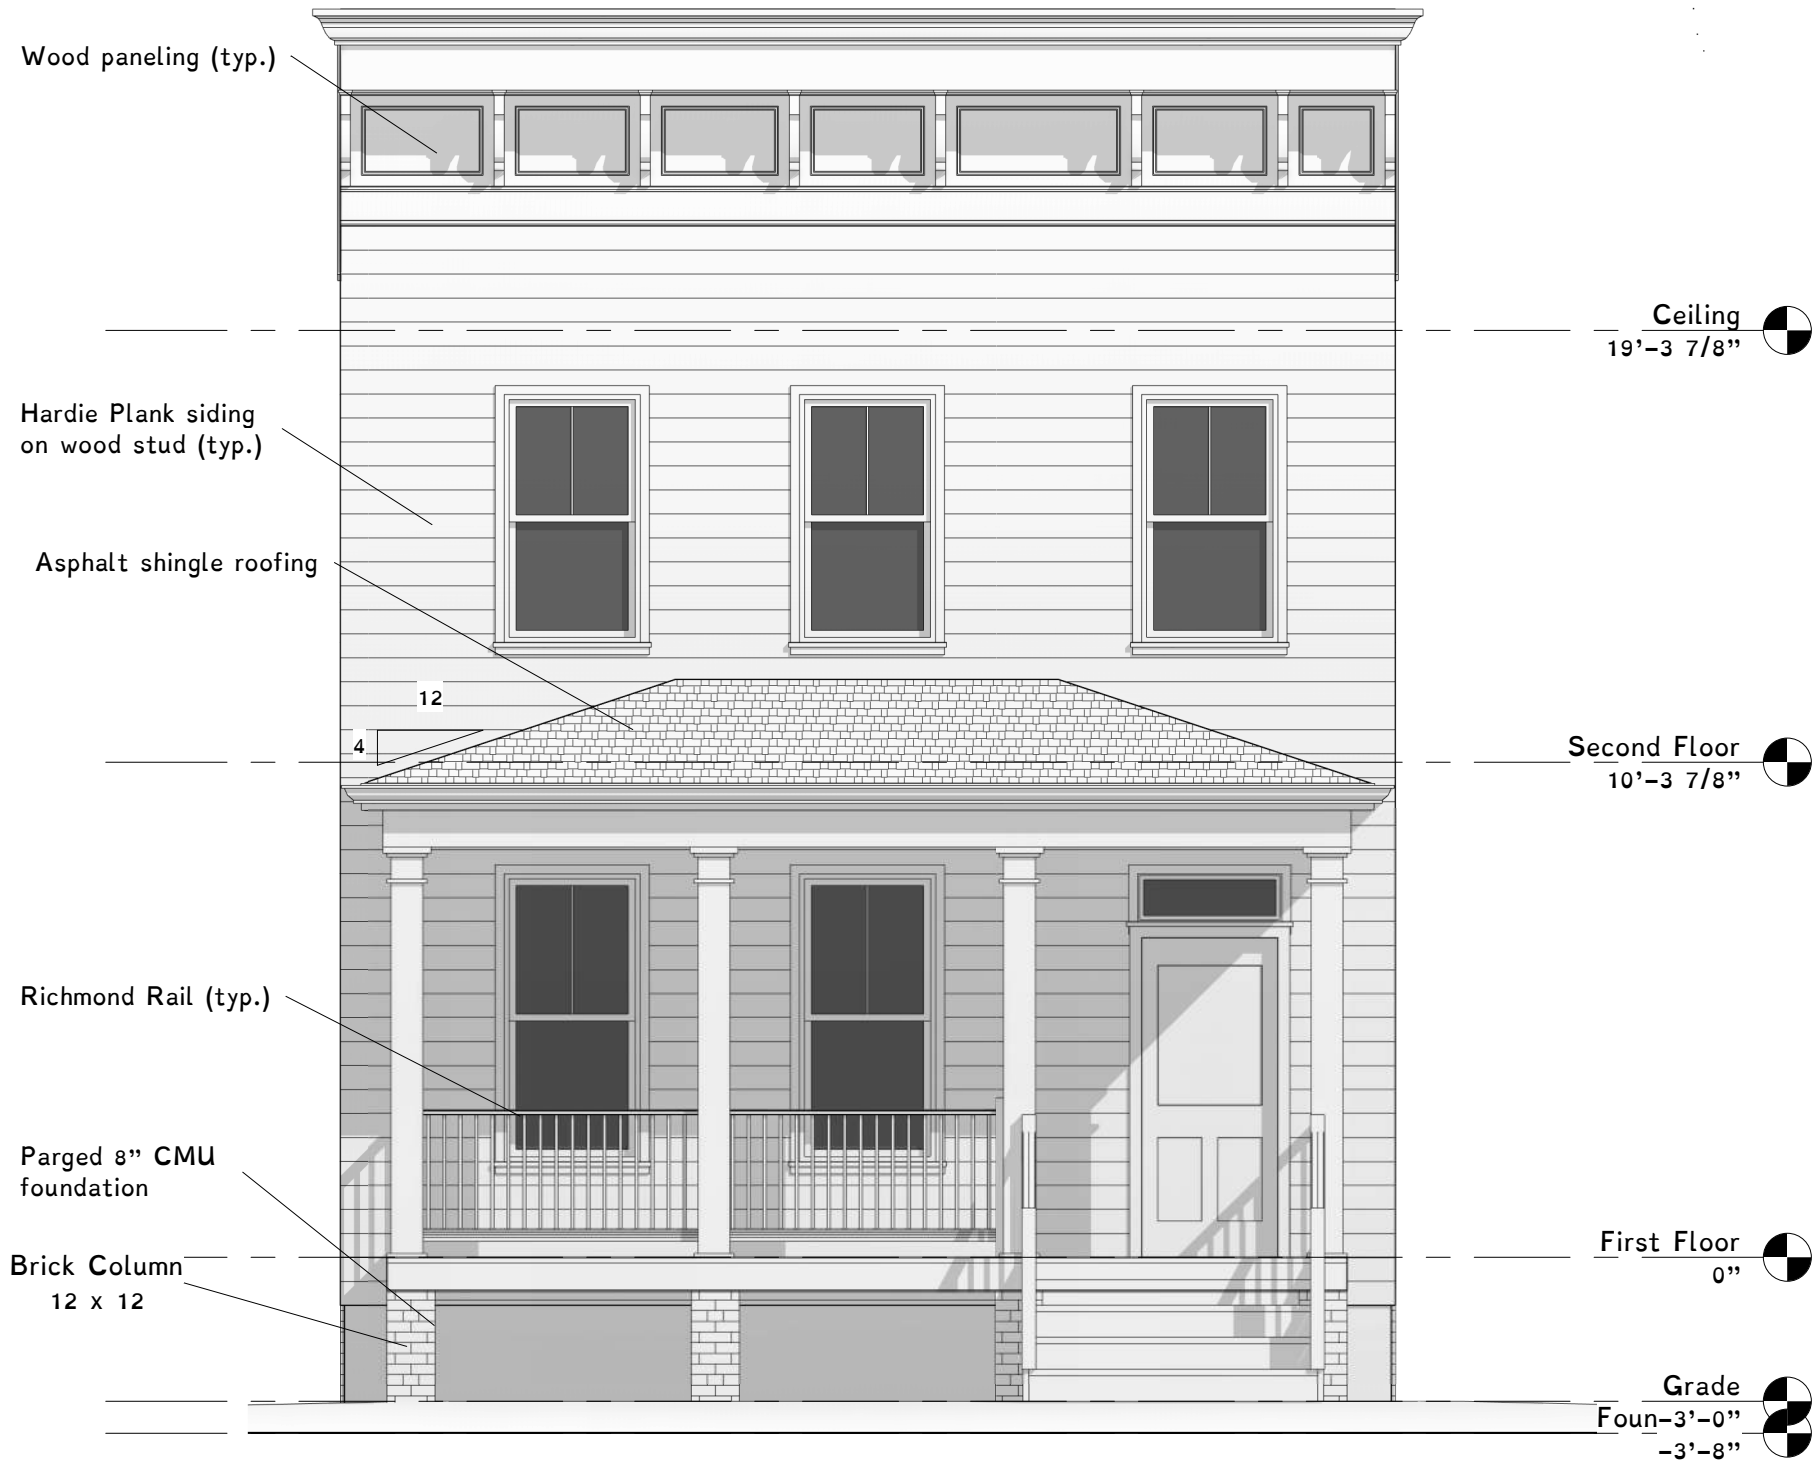 Wood paneling (typ.)
Ceiling
19’–3 7/8”
Hardie Plank siding
on wood stud (typ.)
Asphalt shingle roofing
12
4
Second Floor
10’–3 7/8”
Richmond Rail (typ.)
Parged 8” CMU
foundation
First Floor
0”
Brick Column
12 x 12
Grade
Foun–3’–0”
–3’–8”